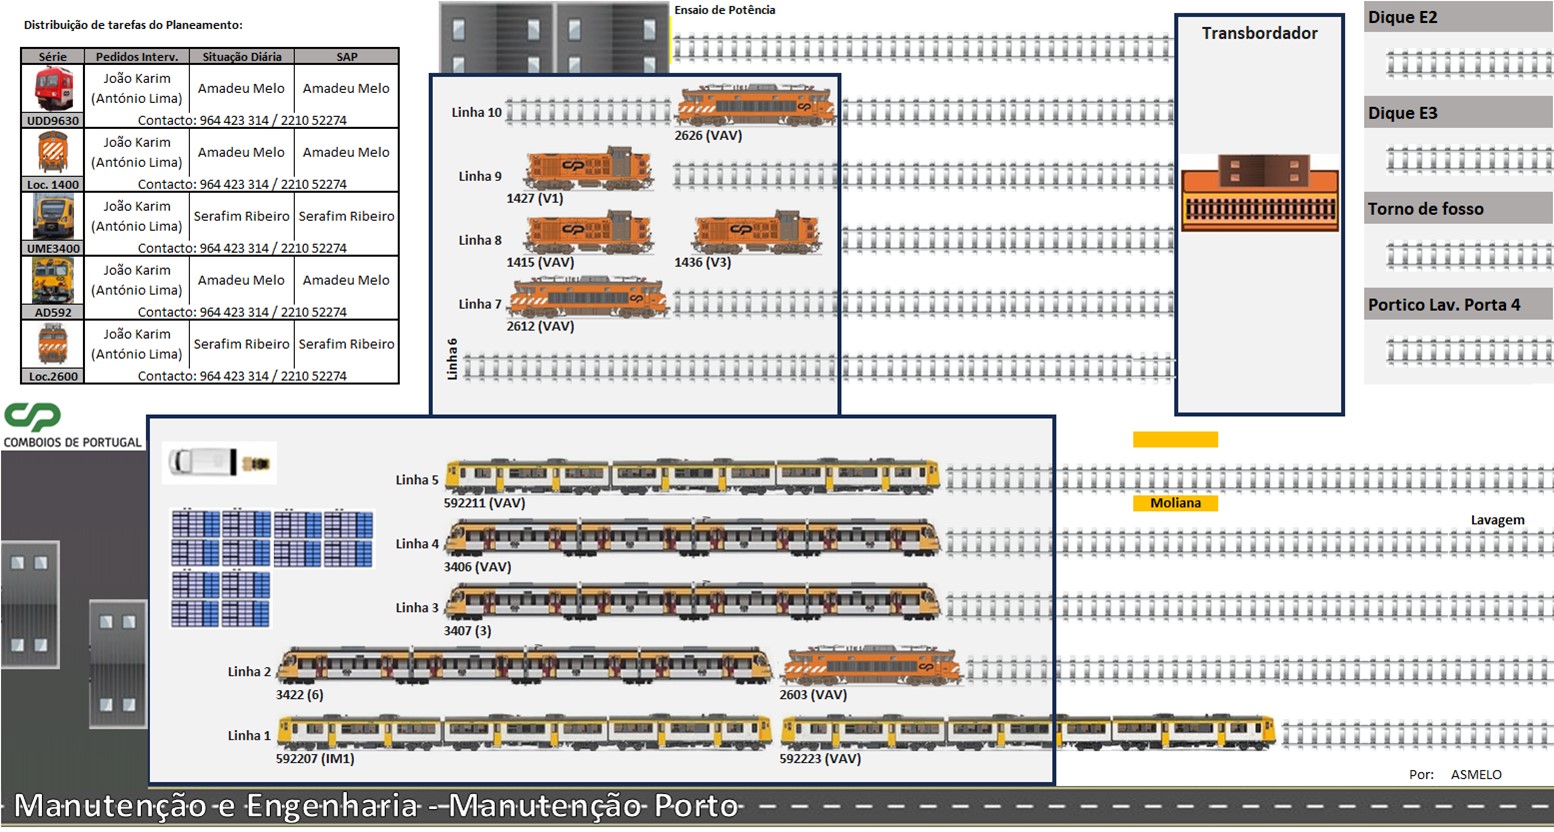 Distribuição de tarefas do Planeamento:
Série Pedidos Interv. Situação Diária SAP
João Karim
(António Lima) Amadeu Melo Amadeu Melo
UDD9630 Contacto: 964 423 314 / 2210 52274
João Karim
(António Lima) Amadeu Melo Amadeu Melo
Loc. 1400 Contacto: 964 423 314 / 2210 52274
João Karim
(António Lima) Serafim Ribeiro Serafim Ribeiro
UME3400 Contacto: 964 423 314 / 2210 52274
João Karim
(António Lima) Amadeu Melo Amadeu Melo
AD592 Contacto: 964 423 314 / 2210 52274
João Karim
(António Lima) Serafim Ribeiro Serafim Ribeiro
Loc.2600 Contacto: 964 423 314 / 2210 52274
CP
COMBOIOS DE PORTUGAL
Ensaio de Potência
Linha 10
2626 (VAV)
Linha 9
1427 (V1)
Linha 8
1415 (VAV) 1436 (V3)
Linha 7
2612 (VAV)
Linha 6
Transbordador
Dique E2
Dique E3
Torno de fosso
Portico Lav. Porta 4
Linha 5
592211 (VAV)
Moliana
Lavagem
Linha 4
3406 (VAV)
Linha 3
3407 (3)
Linha 2
3422 (6) 2603 (VAV)
Linha 1
592207 (IM1) 592223 (VAV)
Por: ASMELO
Manutenção e Engenharia - Manutenção Porto